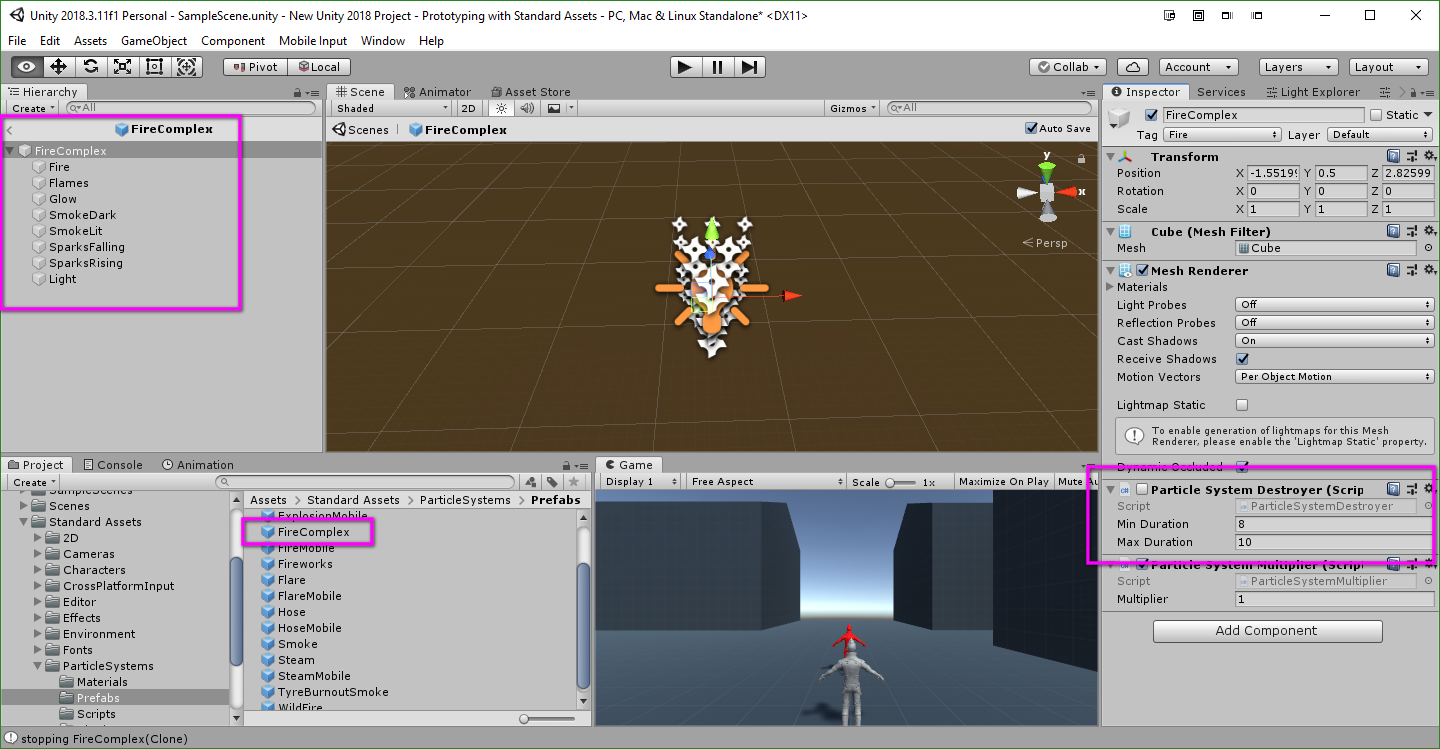 Unity 2018.3.11f1 Personal - SampleScene.unity - New Unity 2018 Project - Prototyping with Standard Assets - PC, Mac & Linux Standalone* <DX11>
File Edit Assets GameObject Component Mobile Input Window Help
Pivot Local Collab Account Layers Layout
Hierarchy
Create All
FireComplex
FireComplex
Fire
Flames
Glow
SmokeDark
SmokeLit
SparksFalling
SparksRising
Light
Scene Animator Asset Store
Shaded 2D Gizmos All
Scenes FireComplex Auto Save
y
x
Persp
Inspector Services Light Explorer
FireComplex Static
Tag Fire Layer Default
Transform
Position X -1.5519 Y 0.5 Z 2.82599
Rotation X 0 Y 0 Z 0
Scale X 1 Y 1 Z 1
Cube (Mesh Filter)
Mesh Cube
Mesh Renderer
Materials
Light Probes Off
Reflection Probes Off
Cast Shadows On
Receive Shadows
Motion Vectors Per Object Motion
Lightmap Static
To enable generation of lightmaps for this Mesh
Renderer, please enable the 'Lightmap Static' property.
Dynamic Occluded
Particle System Destroyer (Scrip
Script ParticleSystemDestroyer
Min Duration 8
Max Duration 10
Particle System Multiplier (Scrip
Script ParticleSystemMultiplier
Multiplier 1
Add Component
Project Console Animation
Create
SampleScenes
Scenes
Standard Assets
2D
Cameras
Characters
CrossPlatformInput
Editor
Effects
Environment
Fonts
ParticleSystems
Materials
Prefabs
Scripts
Assets > Standard Assets > ParticleSystems > Prefabs
ExplosionMobile
FireComplex
FireMobile
Fireworks
Flare
FlareMobile
Hose
HoseMobile
Smoke
Steam
SteamMobile
TyreBurnoutSmoke
WildFire
Game
Display 1 Free Aspect Scale 1x Maximize On Play Mute Au
stopping FireComplex(Clone)